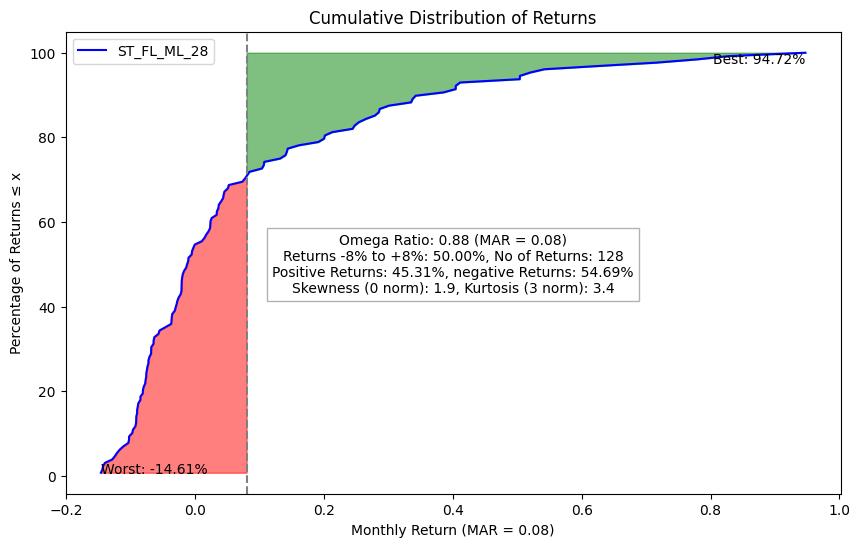 Cumulative Distribution of Returns
ST_FL_ML_28
Best: 94.72%
100
80
60
40
20
0
Percentage of Returns ≤ x
Omega Ratio: 0.88 (MAR = 0.08)
Returns -8% to +8%: 50.00%, No of Returns: 128
Positive Returns: 45.31%, negative Returns: 54.69%
Skewness (0 norm): 1.9, Kurtosis (3 norm): 3.4
Worst: -14.61%
−0.2 0.0 0.2 0.4 0.6 0.8 1.0
Monthly Return (MAR = 0.08)